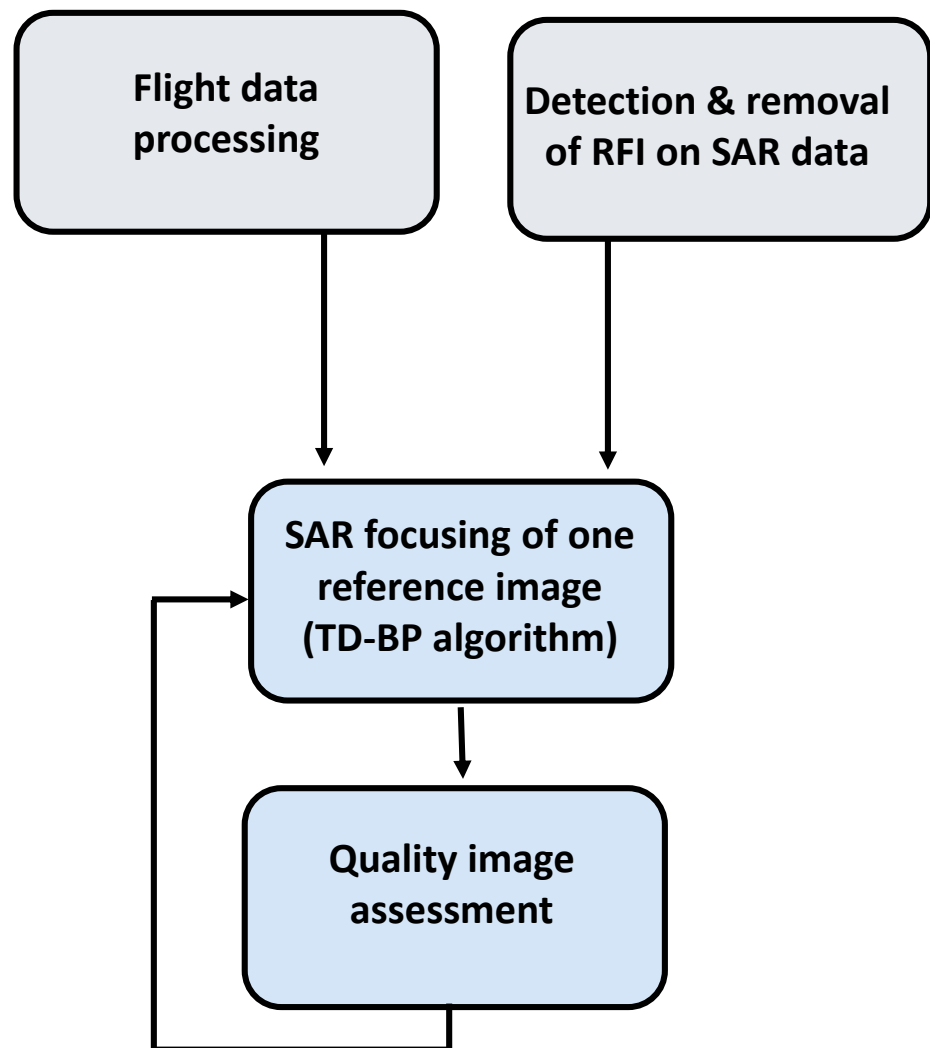 Flight data
processing
Detection & removal
of RFI on SAR data
SAR focusing of one
reference image
(TD-BP algorithm)
Quality image
assessment